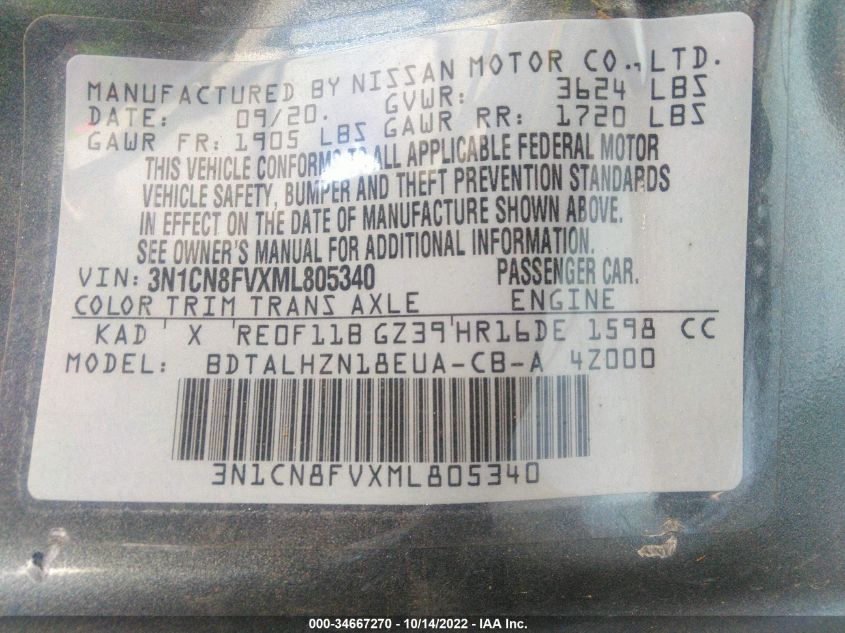 MANUFACTURED BY NISSAN MOTOR CO., LTD.
DATE: 09/20. GVWR: 3624 LBS
GAWR FR: 1905 LBS GAWR RR: 1720 LBS
THIS VEHICLE CONFORMS TO ALL APPLICABLE FEDERAL MOTOR
VEHICLE SAFETY, BUMPER AND THEFT PREVENTION STANDARDS
IN EFFECT ON THE DATE OF MANUFACTURE SHOWN ABOVE.
SEE OWNER'S MANUAL FOR ADDITIONAL INFORMATION.
VIN: 3N1CN8FVXML805340 PASSENGER CAR.
COLOR TRIM TRANS AXLE ENGINE
KAD X RE0F11B GZ39 HR16DE 1598 CC
MODEL: BDTALHZN18EUA-CB-A 4Z000
3N1CN8FVXML805340
000-34667270 - 10/14/2022 - IAA Inc.